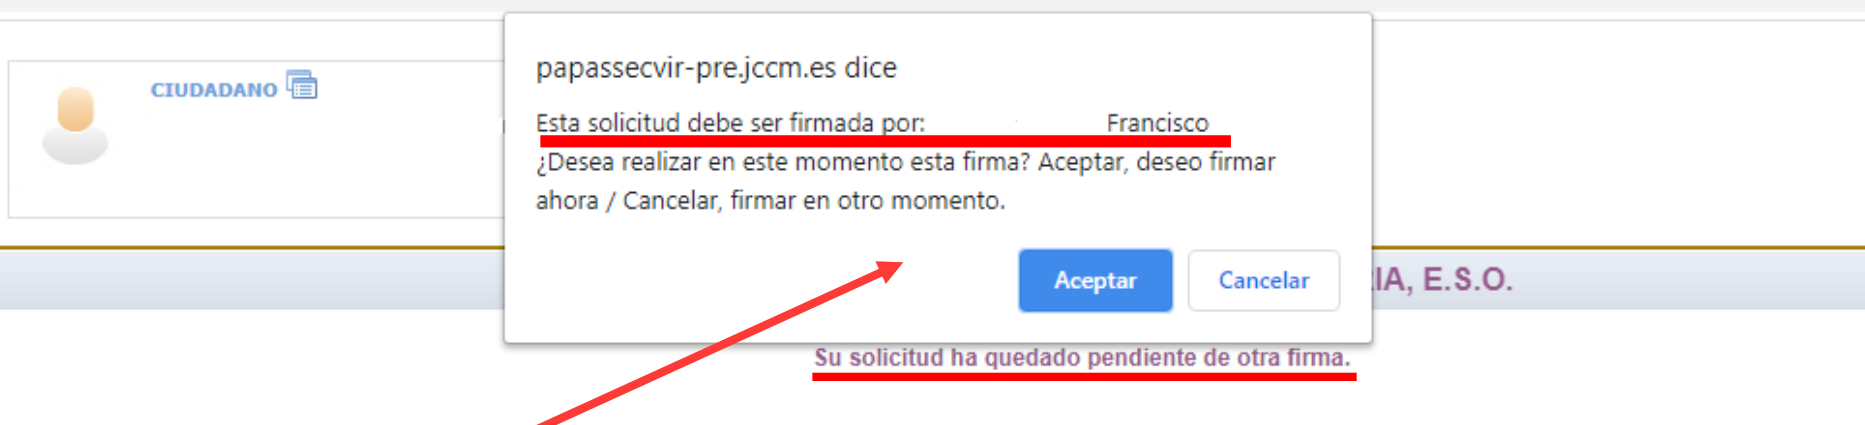 CIUDADANO
papassecvir-pre.jccm.es dice
Esta solicitud debe ser firmada por: Francisco
¿Desea realizar en este momento esta firma? Aceptar, deseo firmar
ahora / Cancelar, firmar en otro momento.
Aceptar
Cancelar
IA, E.S.O.
Su solicitud ha quedado pendiente de otra firma.